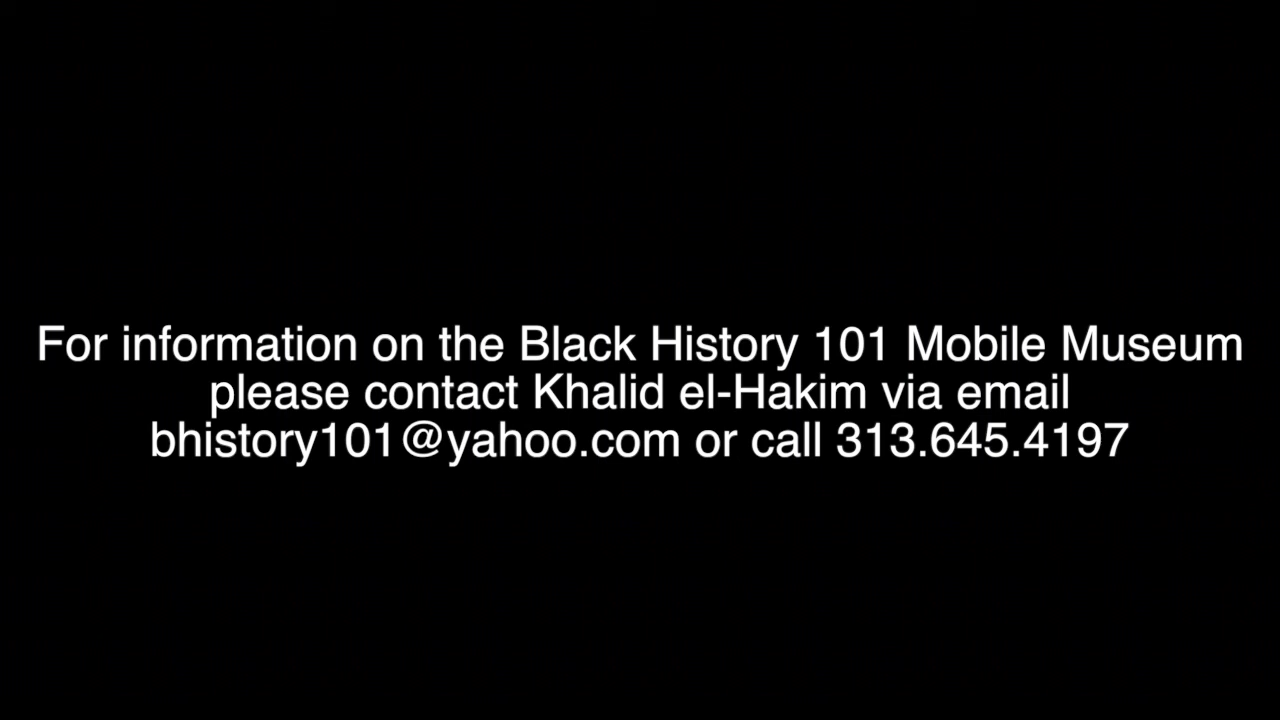 For information on the Black History 101 Mobile Museum
please contact Khalid el-Hakim via email
bhistory101@yahoo.com or call 313.645.4197